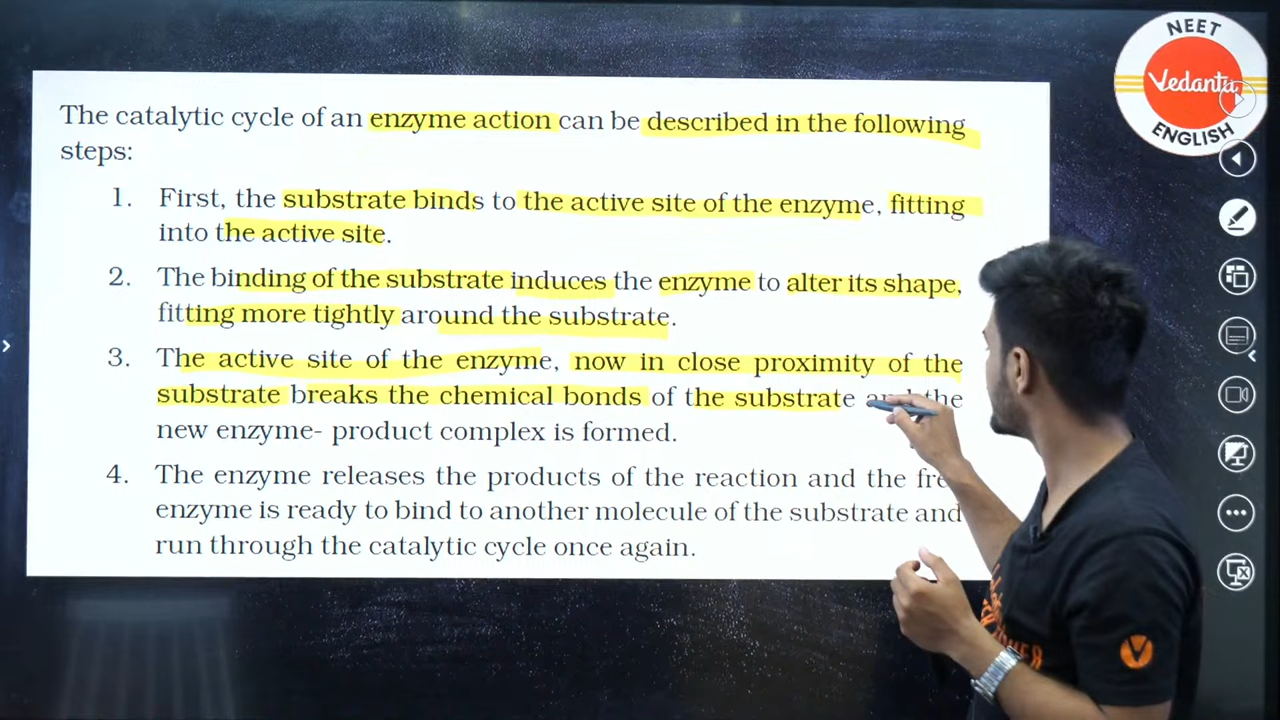 The catalytic cycle of an enzyme action can be described in the following
steps:
1. First, the substrate binds to the active site of the enzyme, fitting
into the active site.
2. The binding of the substrate induces the enzyme to alter its shape,
fitting more tightly around the substrate.
3. The active site of the enzyme, now in close proximity of the
substrate breaks the chemical bonds of the substrate and the
new enzyme- product complex is formed.
4. The enzyme releases the products of the reaction and the
enzyme is ready to bind to another molecule of the substrate and
run through the catalytic cycle once again.
NEET
Vedantu
ENGLISH